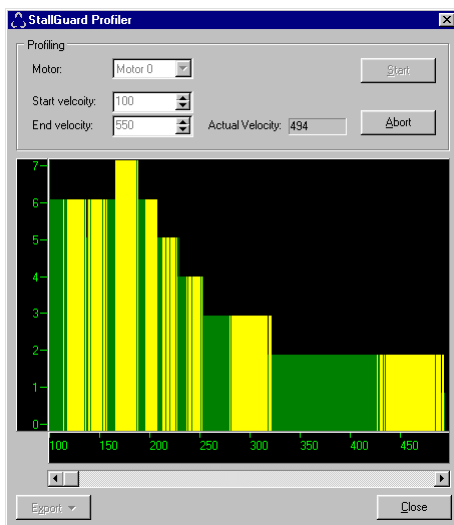 StallGuard Profiler
Profiling
Motor: Motor 0 Start
Start velcoity: 100
End velocity: 550 Actual Velocity: 494 Abort
7
6
5
4
3
2
1
0
100 150 200 250 300 350 400 450
Export Close